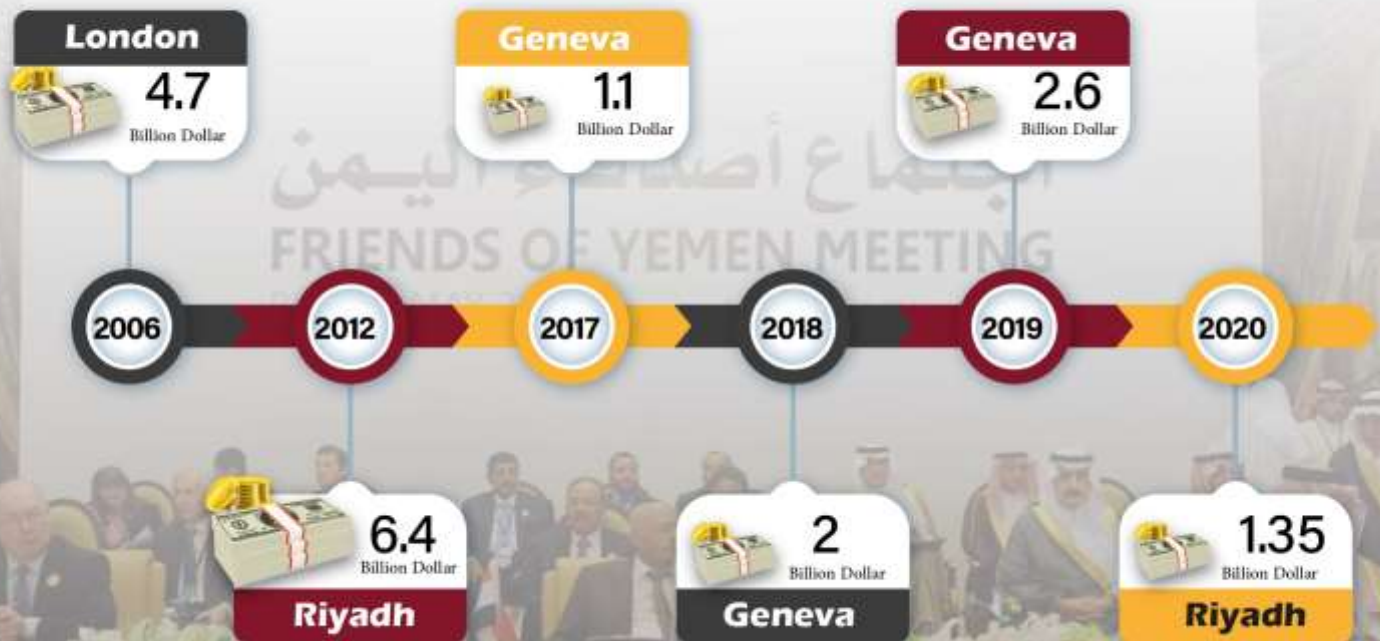 London
4.7
Billion Dollar
Geneva
1.1
Billion Dollar
Geneva
2.6
Billion Dollar
اجتماع أصدقاء اليمن
FRIENDS OF YEMEN MEETING
2006
2012
2017
2018
2019
2020
6.4
Billion Dollar
Riyadh
2
Billion Dollar
Geneva
1.35
Billion Dollar
Riyadh